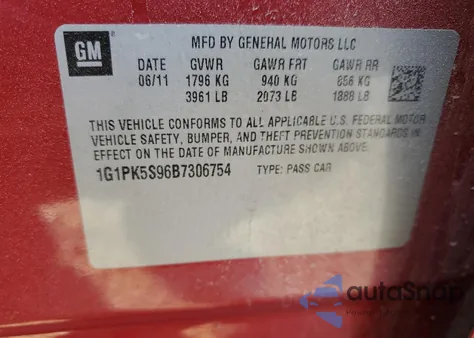 GM
MFD BY GENERAL MOTORS LLC
DATE GVWR GAWR FRT GAWR RR
06/11 1796 KG 940 KG 856 KG
3961 LB 2073 LB 1888 LB
THIS VEHICLE CONFORMS TO ALL APPLICABLE U.S. FEDERAL MOTOR
VEHICLE SAFETY, BUMPER, AND THEFT PREVENTION STANDARDS IN
EFFECT ON THE DATE OF MANUFACTURE SHOWN ABOVE.
1G1PK5S96B7306754 TYPE: PASS CAR
autoSnap